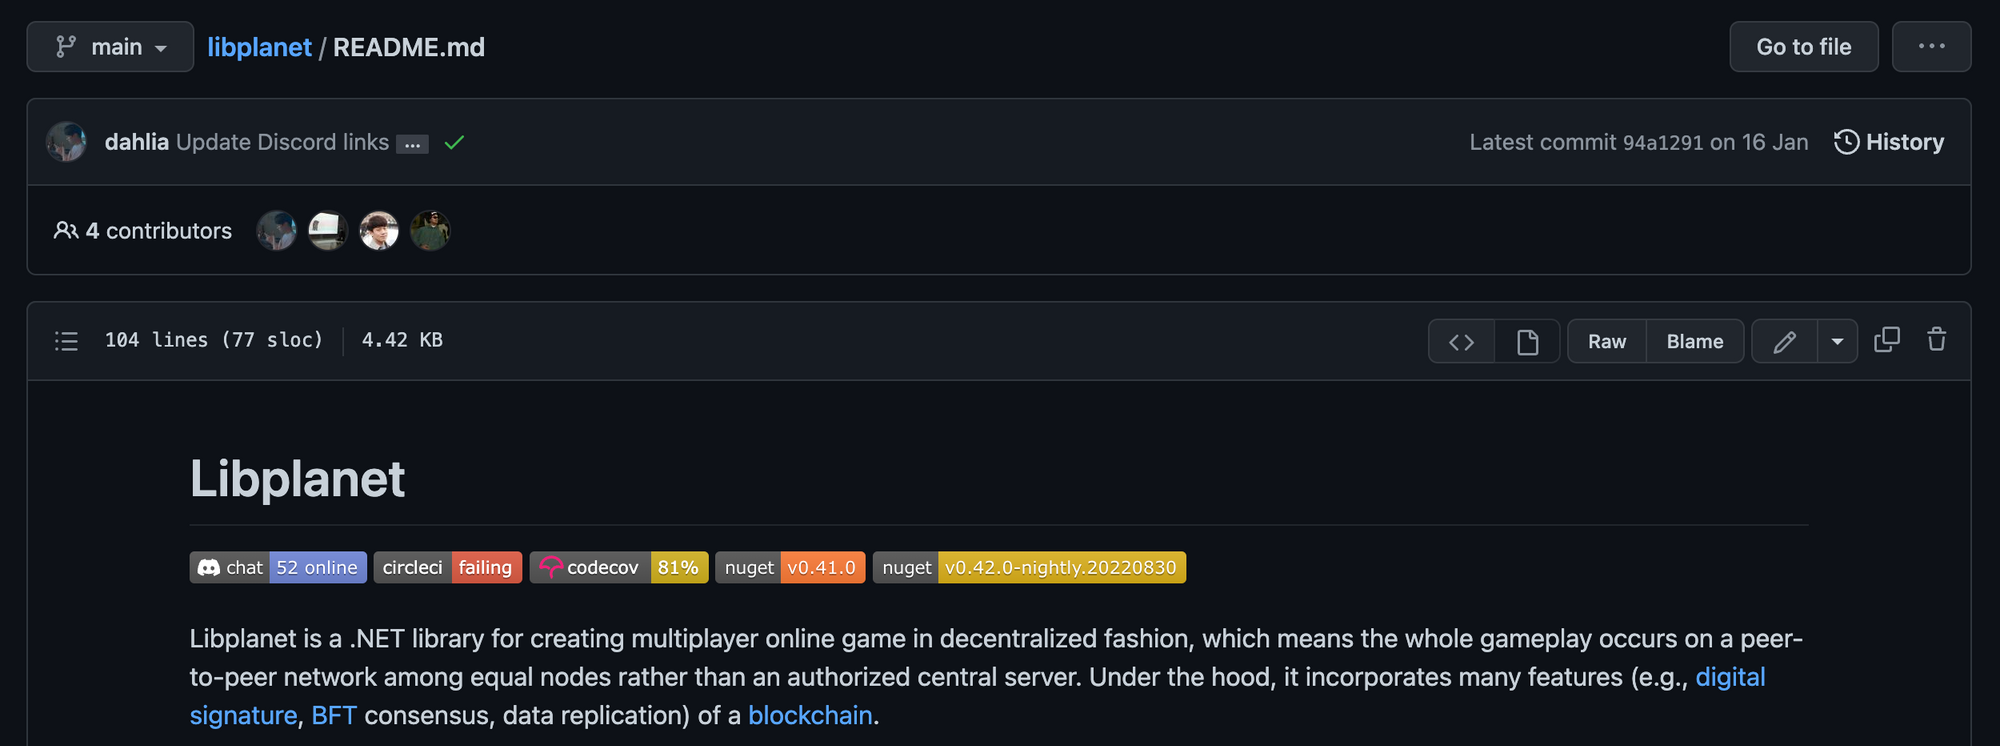 main libplanet / README.md Go to file ...
dahlia Update Discord links ... Latest commit 94a1291 on 16 Jan History
4 contributors
104 lines (77 sloc) 4.42 KB Raw Blame
Libplanet
chat 52 online circleci failing codecov 81% nuget v0.41.0 nuget v0.42.0-nightly.20220830
Libplanet is a .NET library for creating multiplayer online game in decentralized fashion, which means the whole gameplay occurs on a peer-
to-peer network among equal nodes rather than an authorized central server. Under the hood, it incorporates many features (e.g., digital
signature, BFT consensus, data replication) of a blockchain.